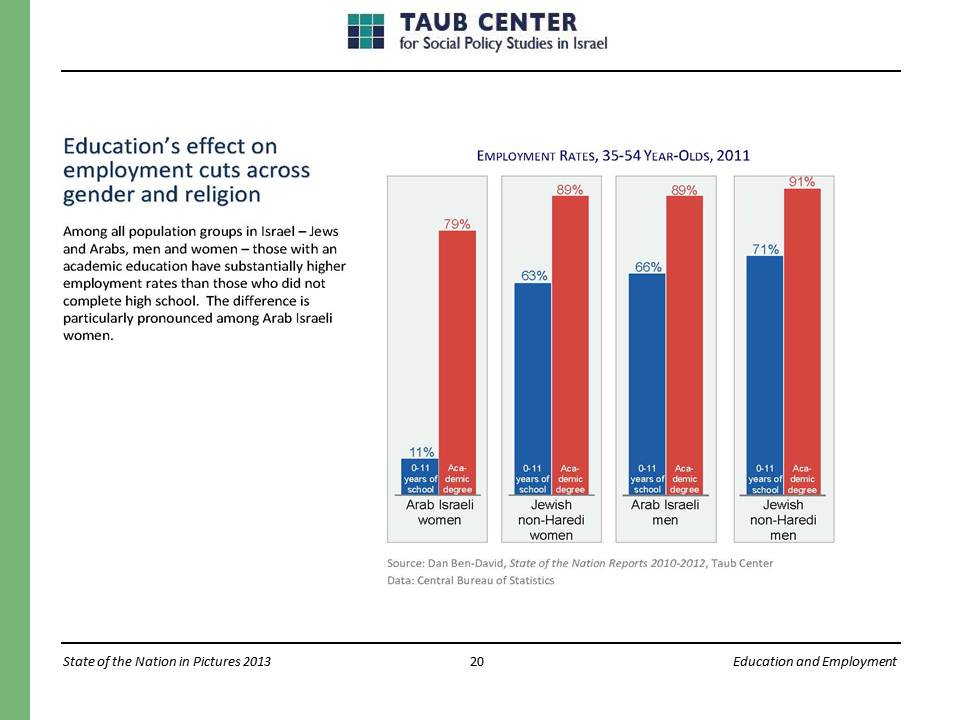 TAUB CENTER
for Social Policy Studies in Israel
Education's effect on
employment cuts across
gender and religion
Among all population groups in Israel – Jews
and Arabs, men and women – those with an
academic education have substantially higher
employment rates than those who did not
complete high school. The difference is
particularly pronounced among Arab Israeli
women.
EMPLOYMENT RATES, 35-54 YEAR-OLDS, 2011
11%
79%
0-11
years of
school
Aca-
demic
degree
Arab Israeli
women
63%
89%
0-11
years of
school
Aca-
demic
degree
Jewish
non-Haredi
women
66%
89%
0-11
years of
school
Aca-
demic
degree
Arab Israeli
men
71%
91%
0-11
years of
school
Aca-
demic
degree
Jewish
non-Haredi
men
Source: Dan Ben-David, State of the Nation Reports 2010-2012, Taub Center
Data: Central Bureau of Statistics
State of the Nation in Pictures 2013
20
Education and Employment